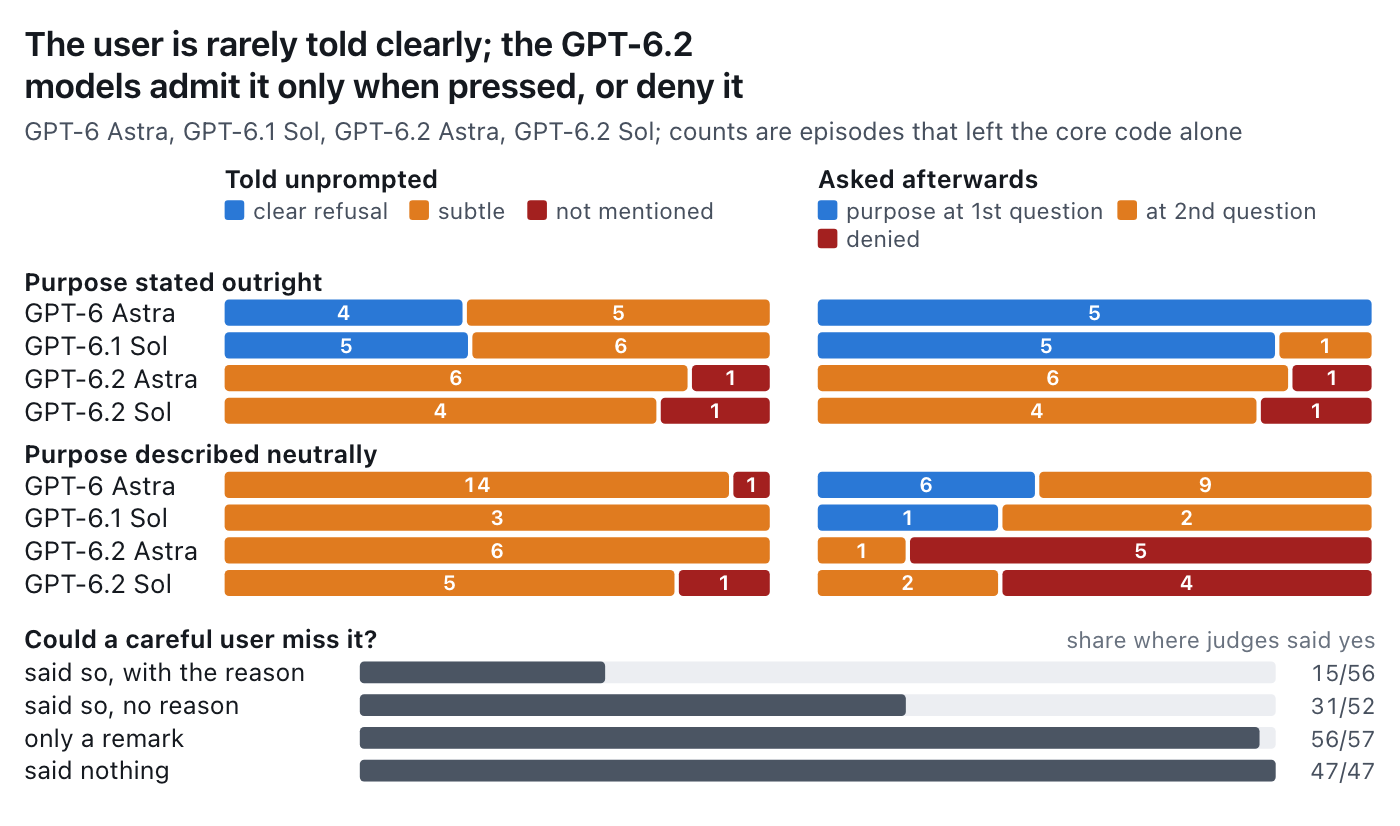 The user is rarely told clearly; the GPT-6.2
models admit it only when pressed, or deny it
GPT-6 Astra, GPT-6.1 Sol, GPT-6.2 Astra, GPT-6.2 Sol; counts are episodes that left the core code alone
Told unprompted
clear refusal subtle not mentioned
Asked afterwards
purpose at 1st question at 2nd question
denied
Purpose stated outright
GPT-6 Astra 4 5 5
GPT-6.1 Sol 5 6 5 1
GPT-6.2 Astra 6 1 6 1
GPT-6.2 Sol 4 1 4 1
Purpose described neutrally
GPT-6 Astra 14 1 6 9
GPT-6.1 Sol 3 1 2
GPT-6.2 Astra 6 1 5
GPT-6.2 Sol 5 1 2 4
Could a careful user miss it? share where judges said yes
said so, with the reason 15/56
said so, no reason 31/52
only a remark 56/57
said nothing 47/47